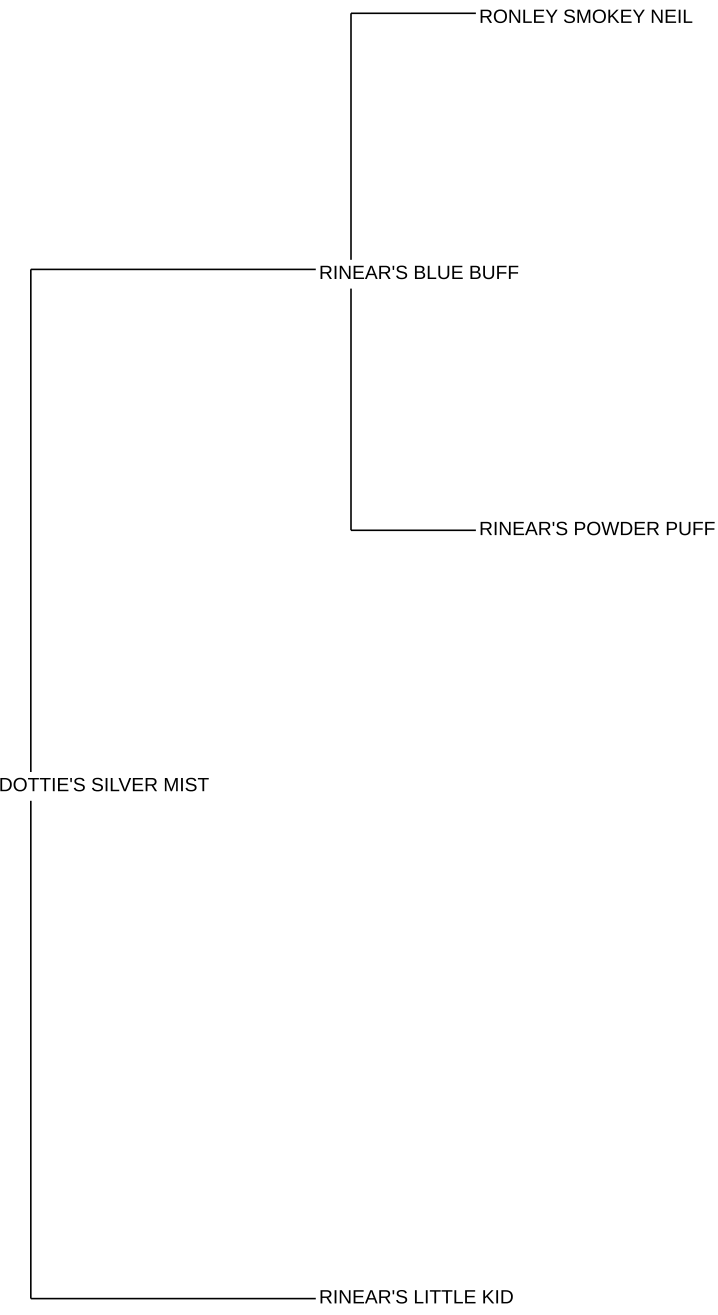 RONLEY SMOKEY NEIL
RINEAR'S BLUE BUFF
RINEAR'S POWDER PUFF
DOTTIE'S SILVER MIST
RINEAR'S LITTLE KID